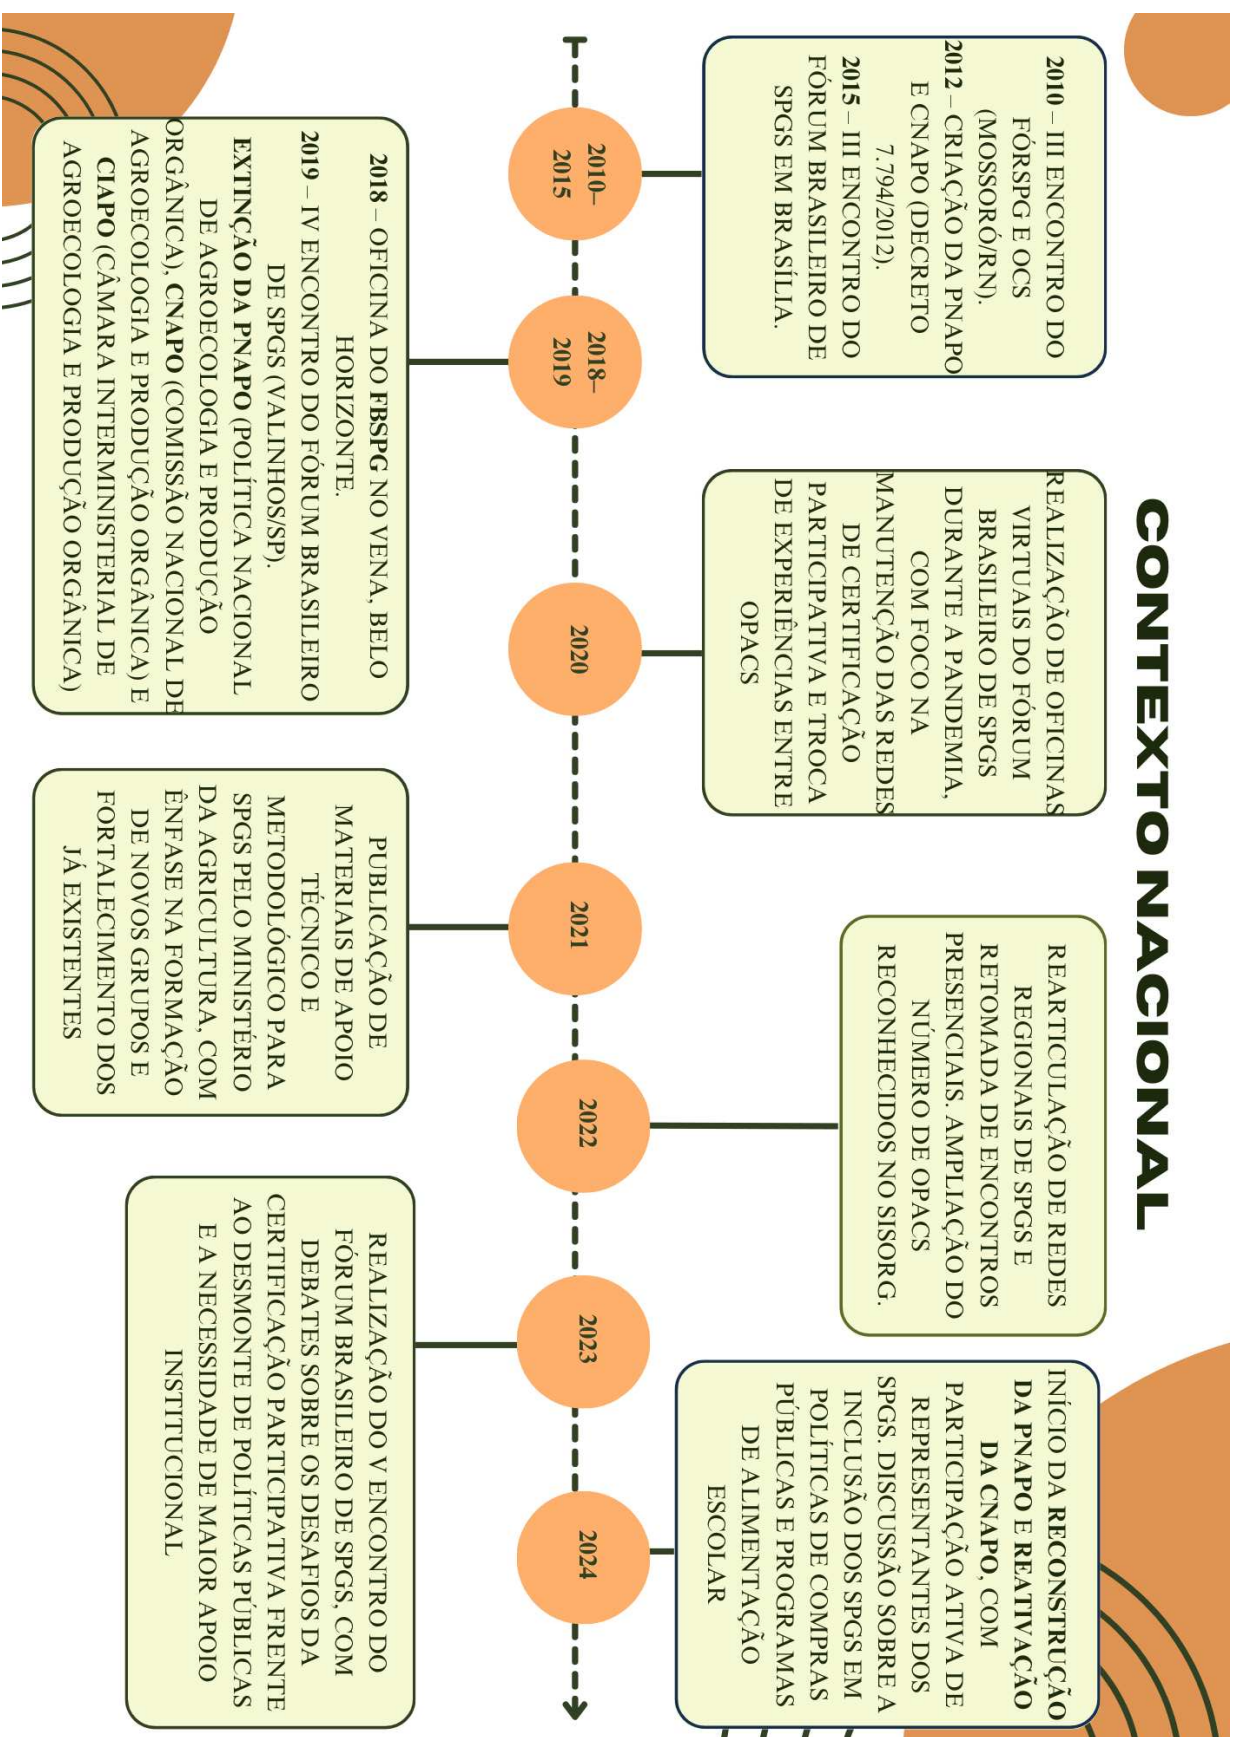 CONTEXTO NACIONAL
2010 – III ENCONTRO DO
FÓRSPG E OCS
(MOSSORÓ/RN).
2012 – CRIAÇÃO DA PNAPO
E CNAPO (DECRETO
7.794/2012).
2015 – III ENCONTRO DO
FÓRUM BRASILEIRO DE
SPGS EM BRASÍLIA.
REALIZAÇÃO DE OFICINAS
VIRTUAIS DO FÓRUM
BRASILEIRO DE SPGS
DURANTE A PANDEMIA,
COM FOCO NA
MANUTENÇÃO DAS REDES
DE CERTIFICAÇÃO
PARTICIPATIVA E TROCA
DE EXPERIÊNCIAS ENTRE
OPACS
REARTICULAÇÃO DE REDES
REGIONAIS DE SPGS E
RETOMADA DE ENCONTROS
PRESENCIAIS. AMPLIAÇÃO DO
NÚMERO DE OPACS
RECONHECIDOS NO SISORG.
INÍCIO DA RECONSTRUÇÃO
DA PNAPO E REATIVAÇÃO
DA CNAPO, COM
PARTICIPAÇÃO ATIVA DE
REPRESENTANTES DOS
SPGS. DISCUSSÃO SOBRE A
INCLUSÃO DOS SPGS EM
POLÍTICAS DE COMPRAS
PÚBLICAS E PROGRAMAS
DE ALIMENTAÇÃO
ESCOLAR
2010–
2015
2018–
2019
2020
2021
2022
2023
2024
2018 – OFICINA DO FBSPG NO VENA, BELO
HORIZONTE.
2019 – IV ENCONTRO DO FÓRUM BRASILEIRO
DE SPGS (VALINHOS/SP).
EXTINÇÃO DA PNAPO (POLÍTICA NACIONAL
DE AGROECOLOGIA E PRODUÇÃO
ORGÂNICA), CNAPO (COMISSÃO NACIONAL DE
AGROECOLOGIA E PRODUÇÃO ORGÂNICA) E
CIAPO (CÂMARA INTERMINISTERIAL DE
AGROECOLOGIA E PRODUÇÃO ORGÂNICA)
PUBLICAÇÃO DE
MATERIAIS DE APOIO
TÉCNICO E
METODOLÓGICO PARA
SPGS PELO MINISTÉRIO
DA AGRICULTURA, COM
ÊNFASE NA FORMAÇÃO
DE NOVOS GRUPOS E
FORTALECIMENTO DOS
JÁ EXISTENTES
REALIZAÇÃO DO V ENCONTRO DO
FÓRUM BRASILEIRO DE SPGS, COM
DEBATES SOBRE OS DESAFIOS DA
CERTIFICAÇÃO PARTICIPATIVA FRENTE
AO DESMONTE DE POLÍTICAS PÚBLICAS
E A NECESSIDADE DE MAIOR APOIO
INSTITUCIONAL